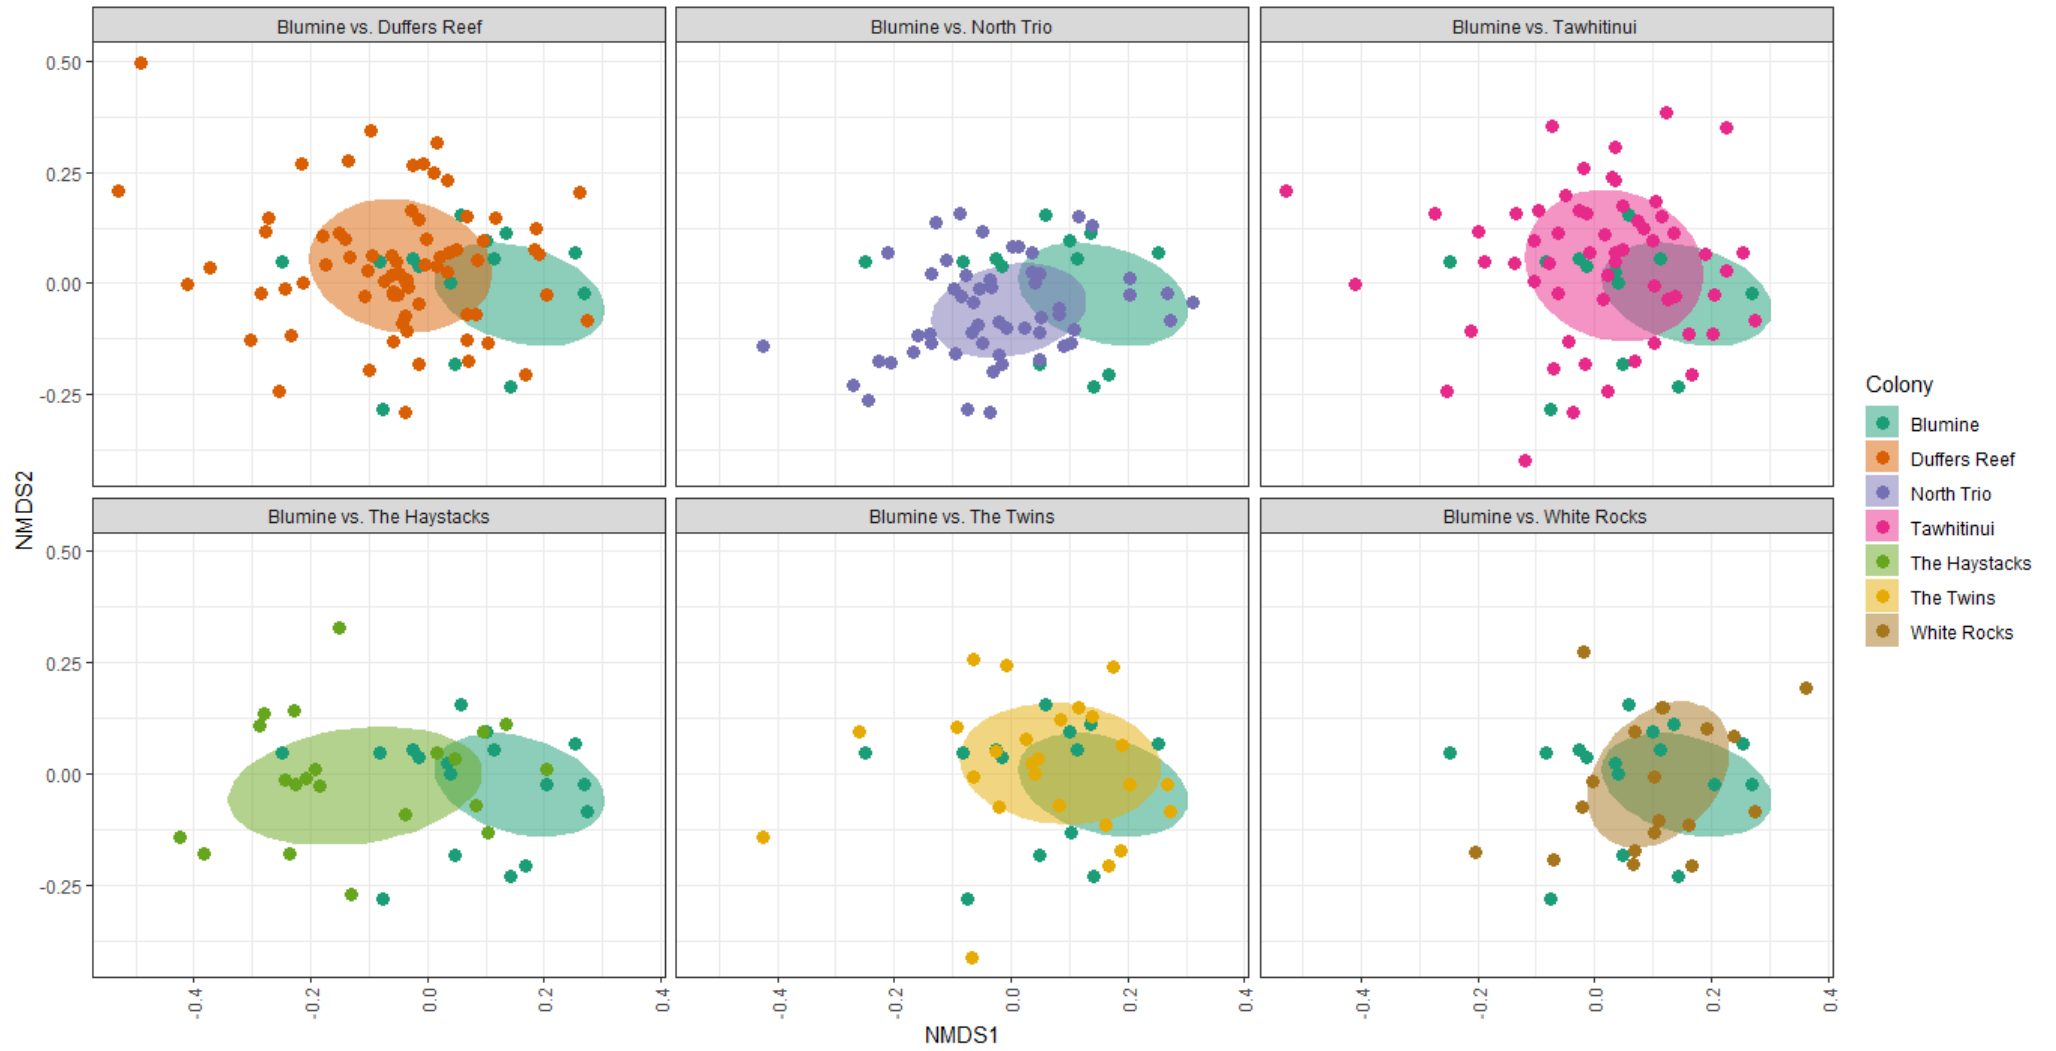 Blumine vs. Duffers Reef
Blumine vs. North Trio
Blumine vs. Tawhitinui
0.50
0.25
0.00
-0.25
Blumine vs. The Haystacks
Blumine vs. The Twins
Blumine vs. White Rocks
0.50
0.25
0.00
-0.25
NMDS2
-0.4
-0.2
0.0
0.2
0.4
-0.4
-0.2
0.0
0.2
0.4
-0.4
-0.2
0.0
0.2
0.4
NMDS1
Colony
Blumine
Duffers Reef
North Trio
Tawhitinui
The Haystacks
The Twins
White Rocks